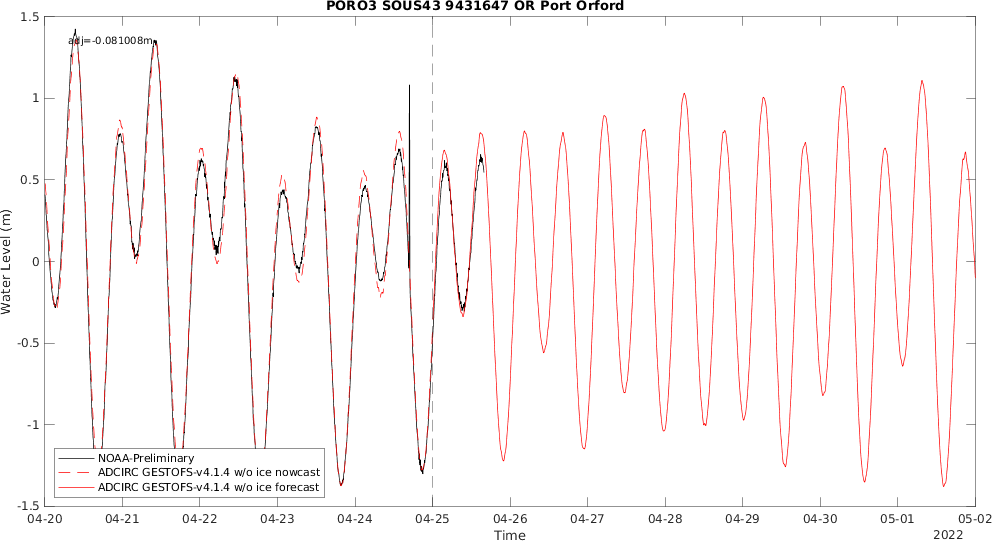 PORO3 SOUS43 9431647 OR Port Orford
adj=-0.081008m
1.5
1
0.5
0
-0.5
-1
-1.5
Water Level (m)
NOAA-Preliminary
ADCIRC GESTOFS-v4.1.4 w/o ice nowcast
ADCIRC GESTOFS-v4.1.4 w/o ice forecast
04-20 04-21 04-22 04-23 04-24 04-25 04-26 04-27 04-28 04-29 04-30 05-01 05-02
Time
2022